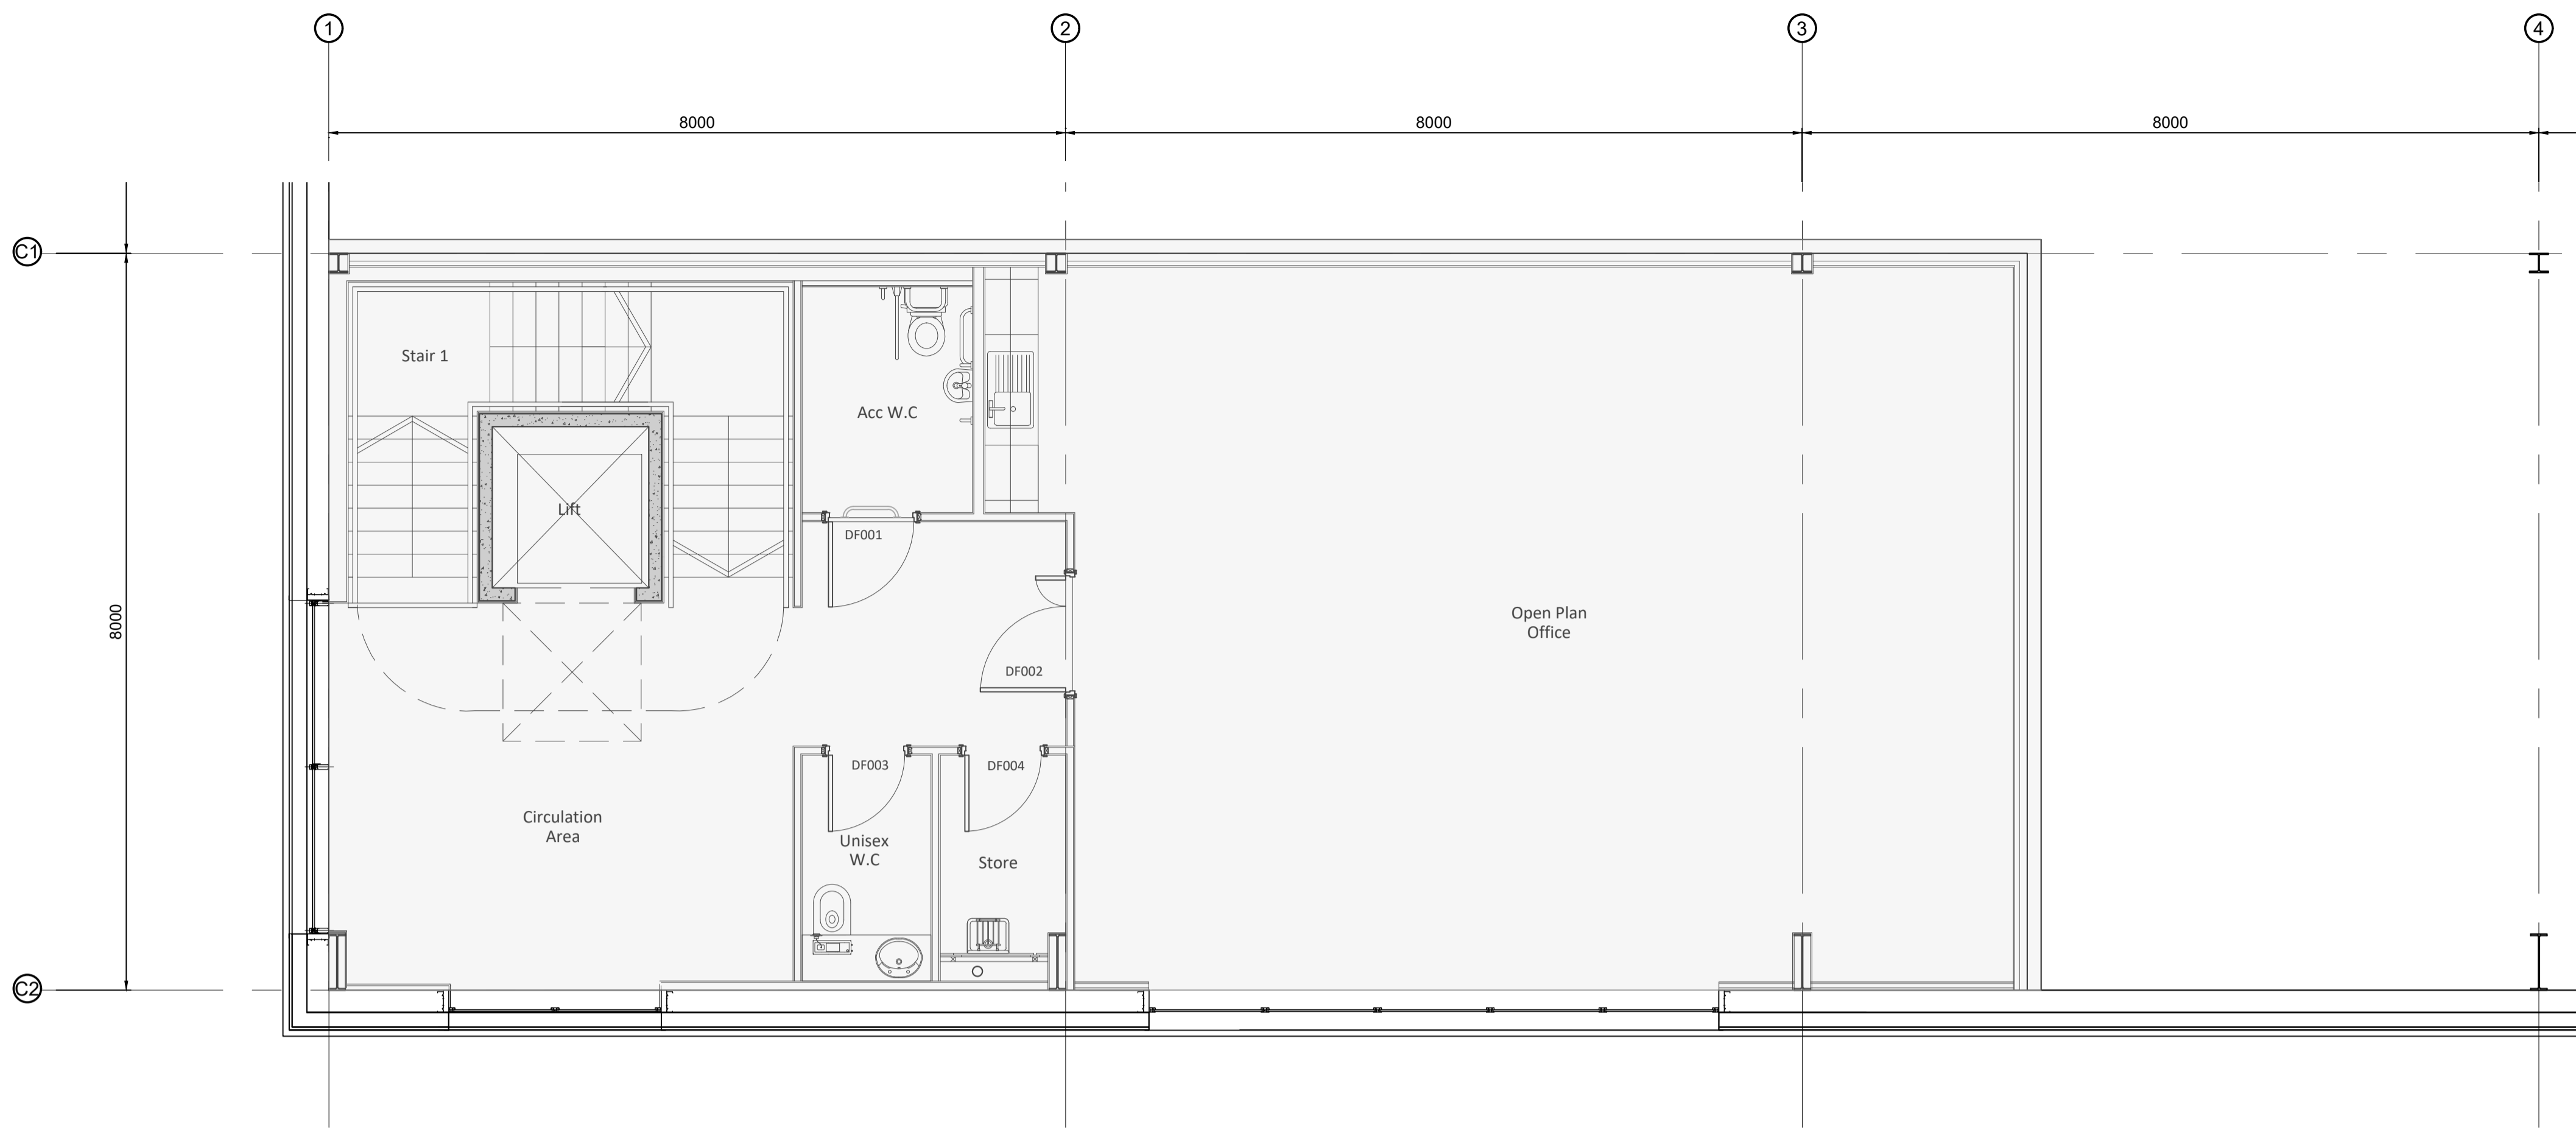 1
2
3
4
8000
8000
8000
C1
Stair 1
Acc W.C
Lift
DF001
8000
Open Plan
Office
DF002
DF003
DF004
Circulation
Area
Unisex
W.C
Store
C2